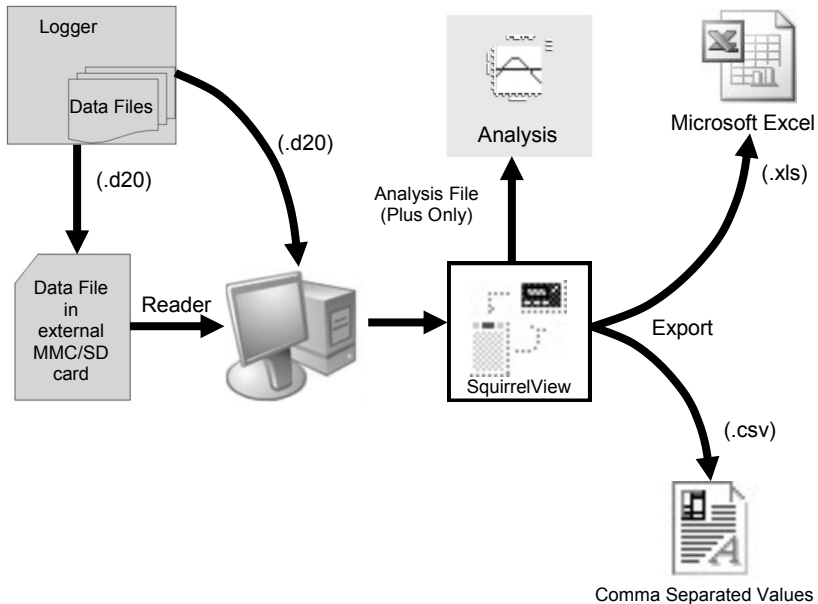 Logger
Data Files
(.d20)
(.d20)
Data File
in
external
MMC/SD
card
Reader
Analysis
Analysis File
(Plus Only)
SquirrelView
Microsoft Excel
(.xls)
Export
(.csv)
Comma Separated Values